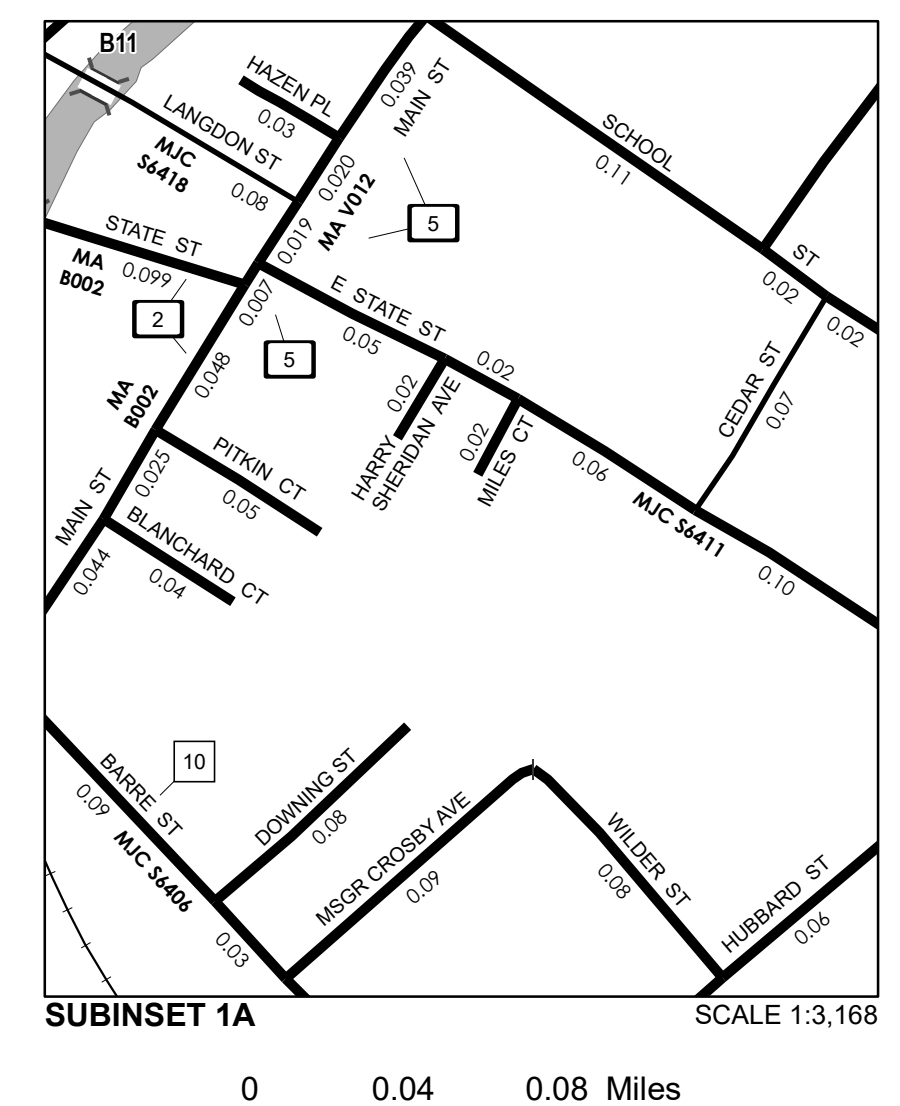 B11
HAZEN PL
0.03
0.039
MAIN ST
LANGDON ST
MJC
S6418
0.08
0.020
MA V012
0.019
5
SCHOOL
0.11
ST
0.02
0.02
STATE ST
MA
B002
0.099
2
0.007
5
E STATE ST
0.05
0.02
0.048
MA
B002
0.02
HARRY
SHERIDAN AVE
0.02
MILES CT
0.06
CEDAR ST
0.07
MJC S6411
0.10
PITKIN CT
0.05
0.025
MAIN ST
BLANCHARD CT
0.04
0.044
10
BARRE ST
0.09
MJC S6406
0.03
DOWNING ST
0.08
MSGR CROSBY AVE
0.09
WILDER ST
0.08
HUBBARD ST
0.06
SUBINSET 1A
SCALE 1:3,168
0 0.04 0.08 Miles